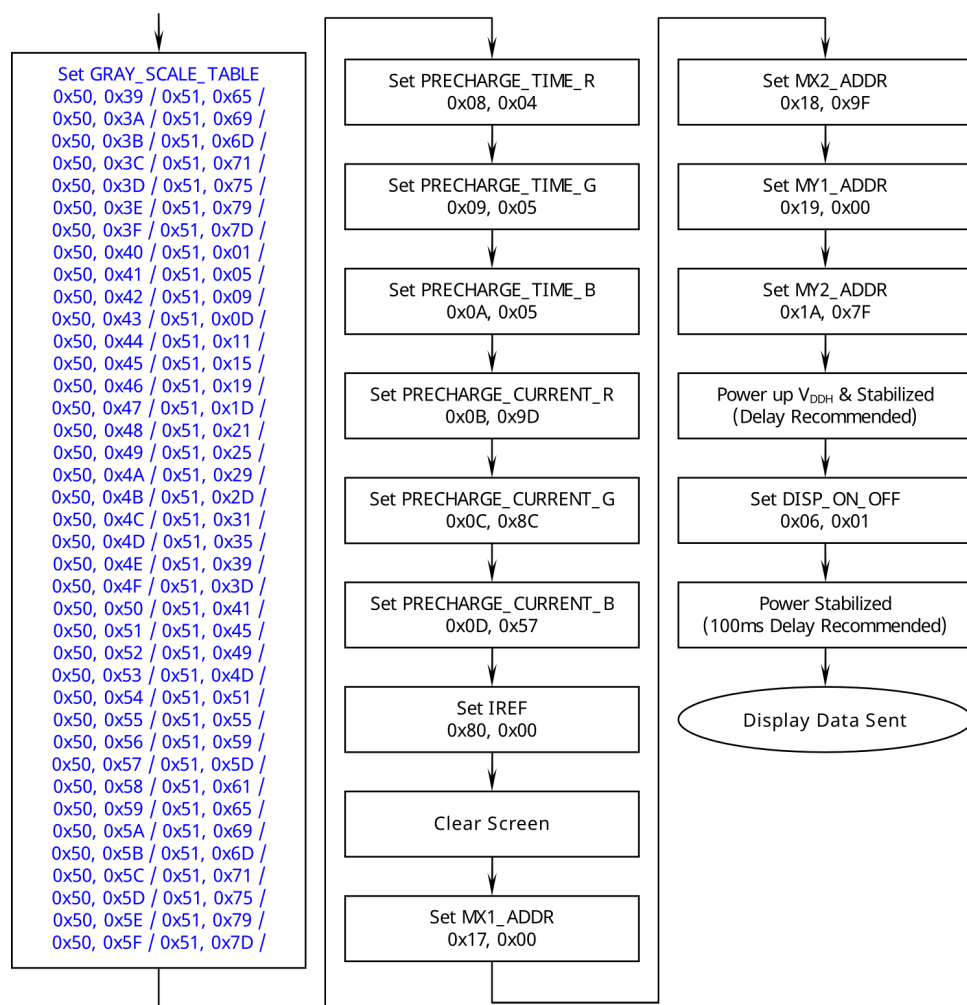 Set GRAY_SCALE_TABLE
0x50, 0x39 / 0x51, 0x65 /
0x50, 0x3A / 0x51, 0x69 /
0x50, 0x3B / 0x51, 0x6D /
0x50, 0x3C / 0x51, 0x71 /
0x50, 0x3D / 0x51, 0x75 /
0x50, 0x3E / 0x51, 0x79 /
0x50, 0x3F / 0x51, 0x7D /
0x50, 0x40 / 0x51, 0x01 /
0x50, 0x41 / 0x51, 0x05 /
0x50, 0x42 / 0x51, 0x09 /
0x50, 0x43 / 0x51, 0x0D /
0x50, 0x44 / 0x51, 0x11 /
0x50, 0x45 / 0x51, 0x15 /
0x50, 0x46 / 0x51, 0x19 /
0x50, 0x47 / 0x51, 0x1D /
0x50, 0x48 / 0x51, 0x21 /
0x50, 0x49 / 0x51, 0x25 /
0x50, 0x4A / 0x51, 0x29 /
0x50, 0x4B / 0x51, 0x2D /
0x50, 0x4C / 0x51, 0x31 /
0x50, 0x4D / 0x51, 0x35 /
0x50, 0x4E / 0x51, 0x39 /
0x50, 0x4F / 0x51, 0x3D /
0x50, 0x50 / 0x51, 0x41 /
0x50, 0x51 / 0x51, 0x45 /
0x50, 0x52 / 0x51, 0x49 /
0x50, 0x53 / 0x51, 0x4D /
0x50, 0x54 / 0x51, 0x51 /
0x50, 0x55 / 0x51, 0x55 /
0x50, 0x56 / 0x51, 0x59 /
0x50, 0x57 / 0x51, 0x5D /
0x50, 0x58 / 0x51, 0x61 /
0x50, 0x59 / 0x51, 0x65 /
0x50, 0x5A / 0x51, 0x69 /
0x50, 0x5B / 0x51, 0x6D /
0x50, 0x5C / 0x51, 0x71 /
0x50, 0x5D / 0x51, 0x75 /
0x50, 0x5E / 0x51, 0x79 /
0x50, 0x5F / 0x51, 0x7D /
Set PRECHARGE_TIME_R
0x08, 0x04
Set PRECHARGE_TIME_G
0x09, 0x05
Set PRECHARGE_TIME_B
0x0A, 0x05
Set PRECHARGE_CURRENT_R
0x0B, 0x9D
Set PRECHARGE_CURRENT_G
0x0C, 0x8C
Set PRECHARGE_CURRENT_B
0x0D, 0x57
Set IREF
0x80, 0x00
Clear Screen
Set MX1_ADDR
0x17, 0x00
Set MX2_ADDR
0x18, 0x9F
Set MY1_ADDR
0x19, 0x00
Set MY2_ADDR
0x1A, 0x7F
Power up VDDH & Stabilized
(Delay Recommended)
Set DISP_ON_OFF
0x06, 0x01
Power Stabilized
(100ms Delay Recommended)
Display Data Sent